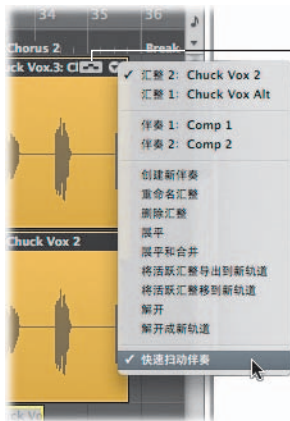 34 35 36
Chorus 2 Break
ck Vox.3: C
✓ 汇整 2: Chuck Vox 2
汇整 1: Chuck Vox Alt
伴奏 1: Comp 1
伴奏 2: Comp 2
创建新伴奏
重命名汇整
删除汇整
展平
展平和合并
将活跃汇整导出到新轨道
将活跃汇整移到新轨道
解开
解开成新轨道
✓ 快速扫动伴奏
Chuck Vox 2
ck Vo